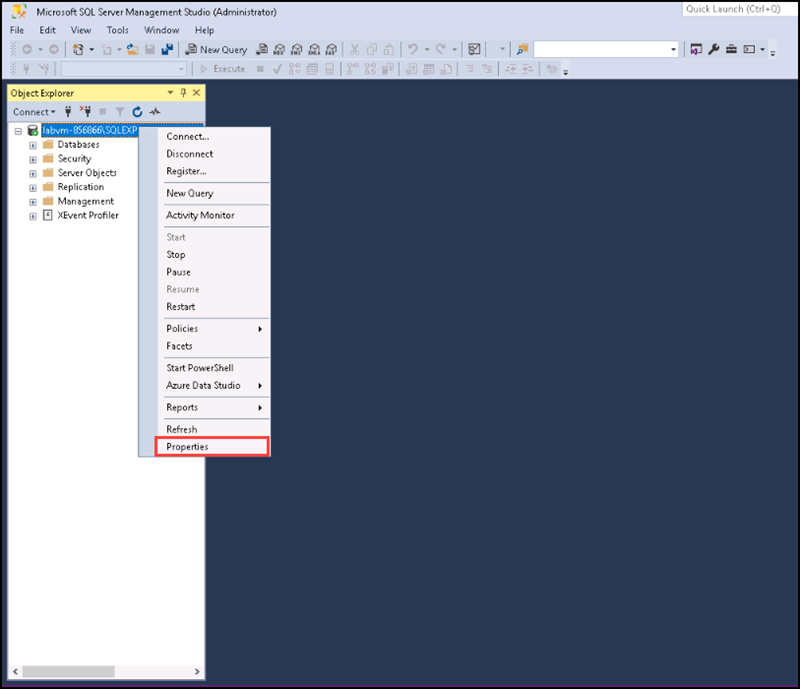 Microsoft SQL Server Management Studio (Administrator)
Quick Launch (Ctrl+Q)
File Edit View Tools Window Help
New Query
Execute
Object Explorer
Connect
labvm-856866\SQLEXP
Databases
Security
Server Objects
Replication
Management
XEvent Profiler
Connect...
Disconnect
Register...
New Query
Activity Monitor
Start
Stop
Pause
Resume
Restart
Policies
Facets
Start PowerShell
Azure Data Studio
Reports
Refresh
Properties